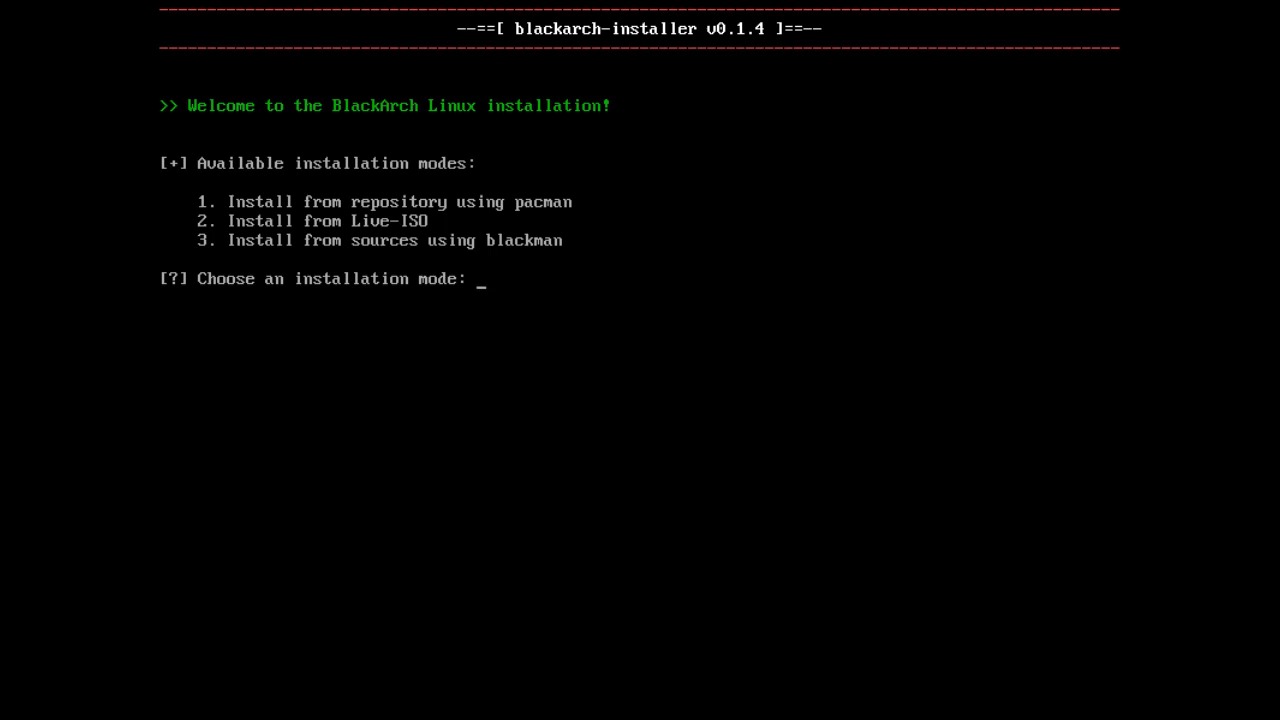 --==[ blackarch-installer v0.1.4 ]==--
>> Welcome to the BlackArch Linux installation!
[+] Available installation modes:
1. Install from repository using pacman
2. Install from Live-ISO
3. Install from sources using blackman
[?] Choose an installation mode: _